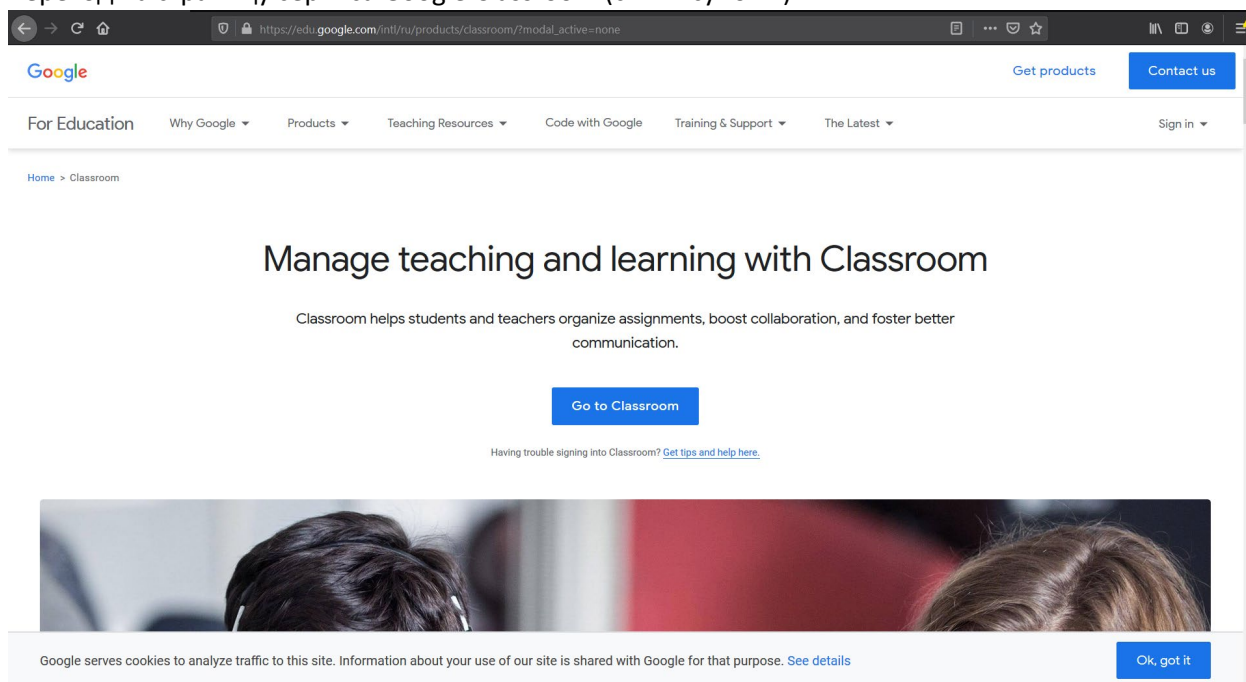 https://edu.google.com/intl/ru/products/classroom/?modal_active=none
Google
Get products
Contact us
For Education
Why Google
Products
Teaching Resources
Code with Google
Training & Support
The Latest
Sign in
Home > Classroom
Manage teaching and learning with Classroom
Classroom helps students and teachers organize assignments, boost collaboration, and foster better
communication.
Go to Classroom
Having trouble signing into Classroom? Get tips and help here.
Google serves cookies to analyze traffic to this site. Information about your use of our site is shared with Google for that purpose. See details
Ok, got it